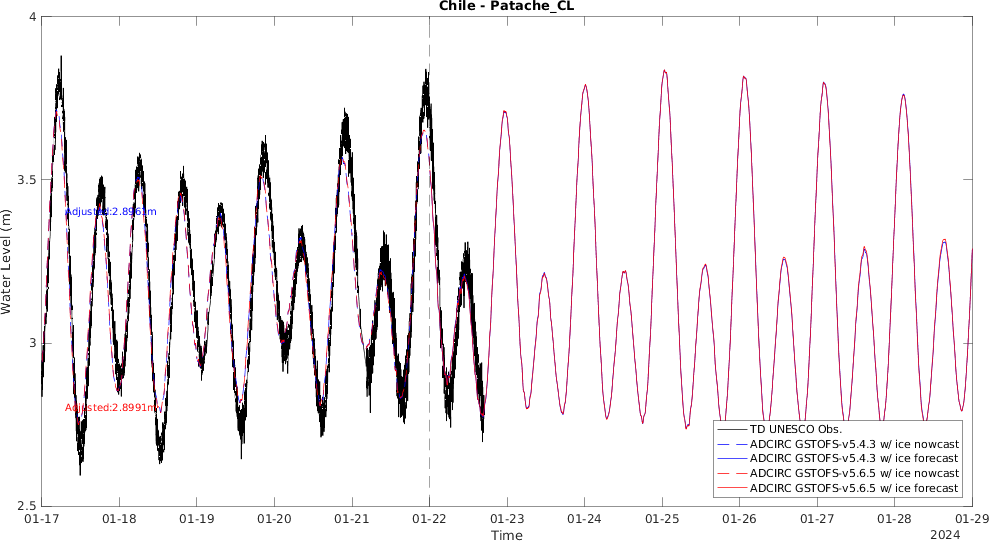 Chile - Patache_CL
4
3.5
3
2.5
Water Level (m)
Adjusted:2.8961m
Adjusted:2.8991m
TD UNESCO Obs.
ADCIRC GSTOFS-v5.4.3 w/ ice nowcast
ADCIRC GSTOFS-v5.4.3 w/ ice forecast
ADCIRC GSTOFS-v5.6.5 w/ ice nowcast
ADCIRC GSTOFS-v5.6.5 w/ ice forecast
01-17 01-18 01-19 01-20 01-21 01-22 01-23 01-24 01-25 01-26 01-27 01-28 01-29
Time
2024